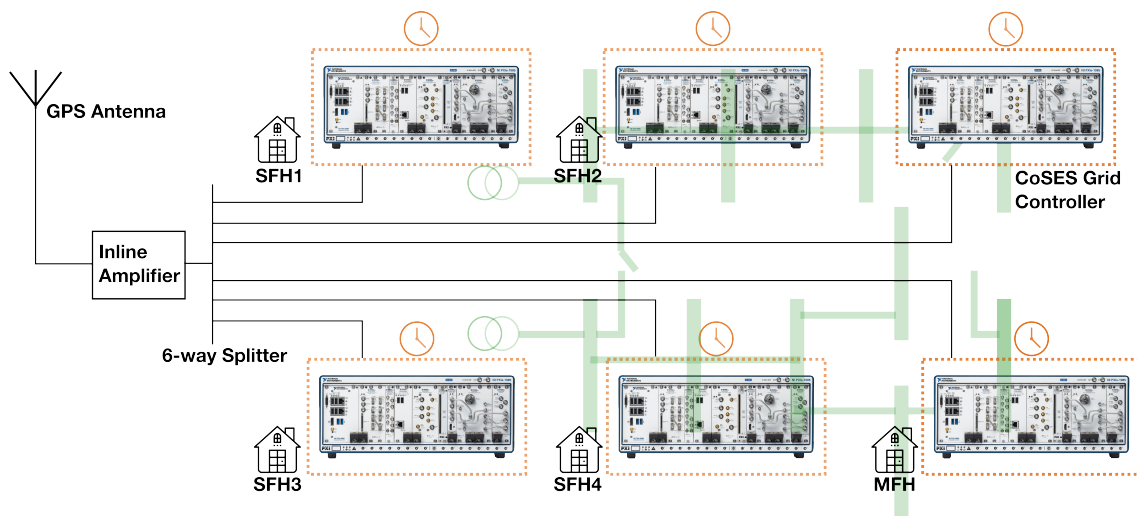 GPS Antenna
SFH1
SFH2
CoSES Grid
Controller
Inline
Amplifier
6-way Splitter
SFH3
SFH4
MFH